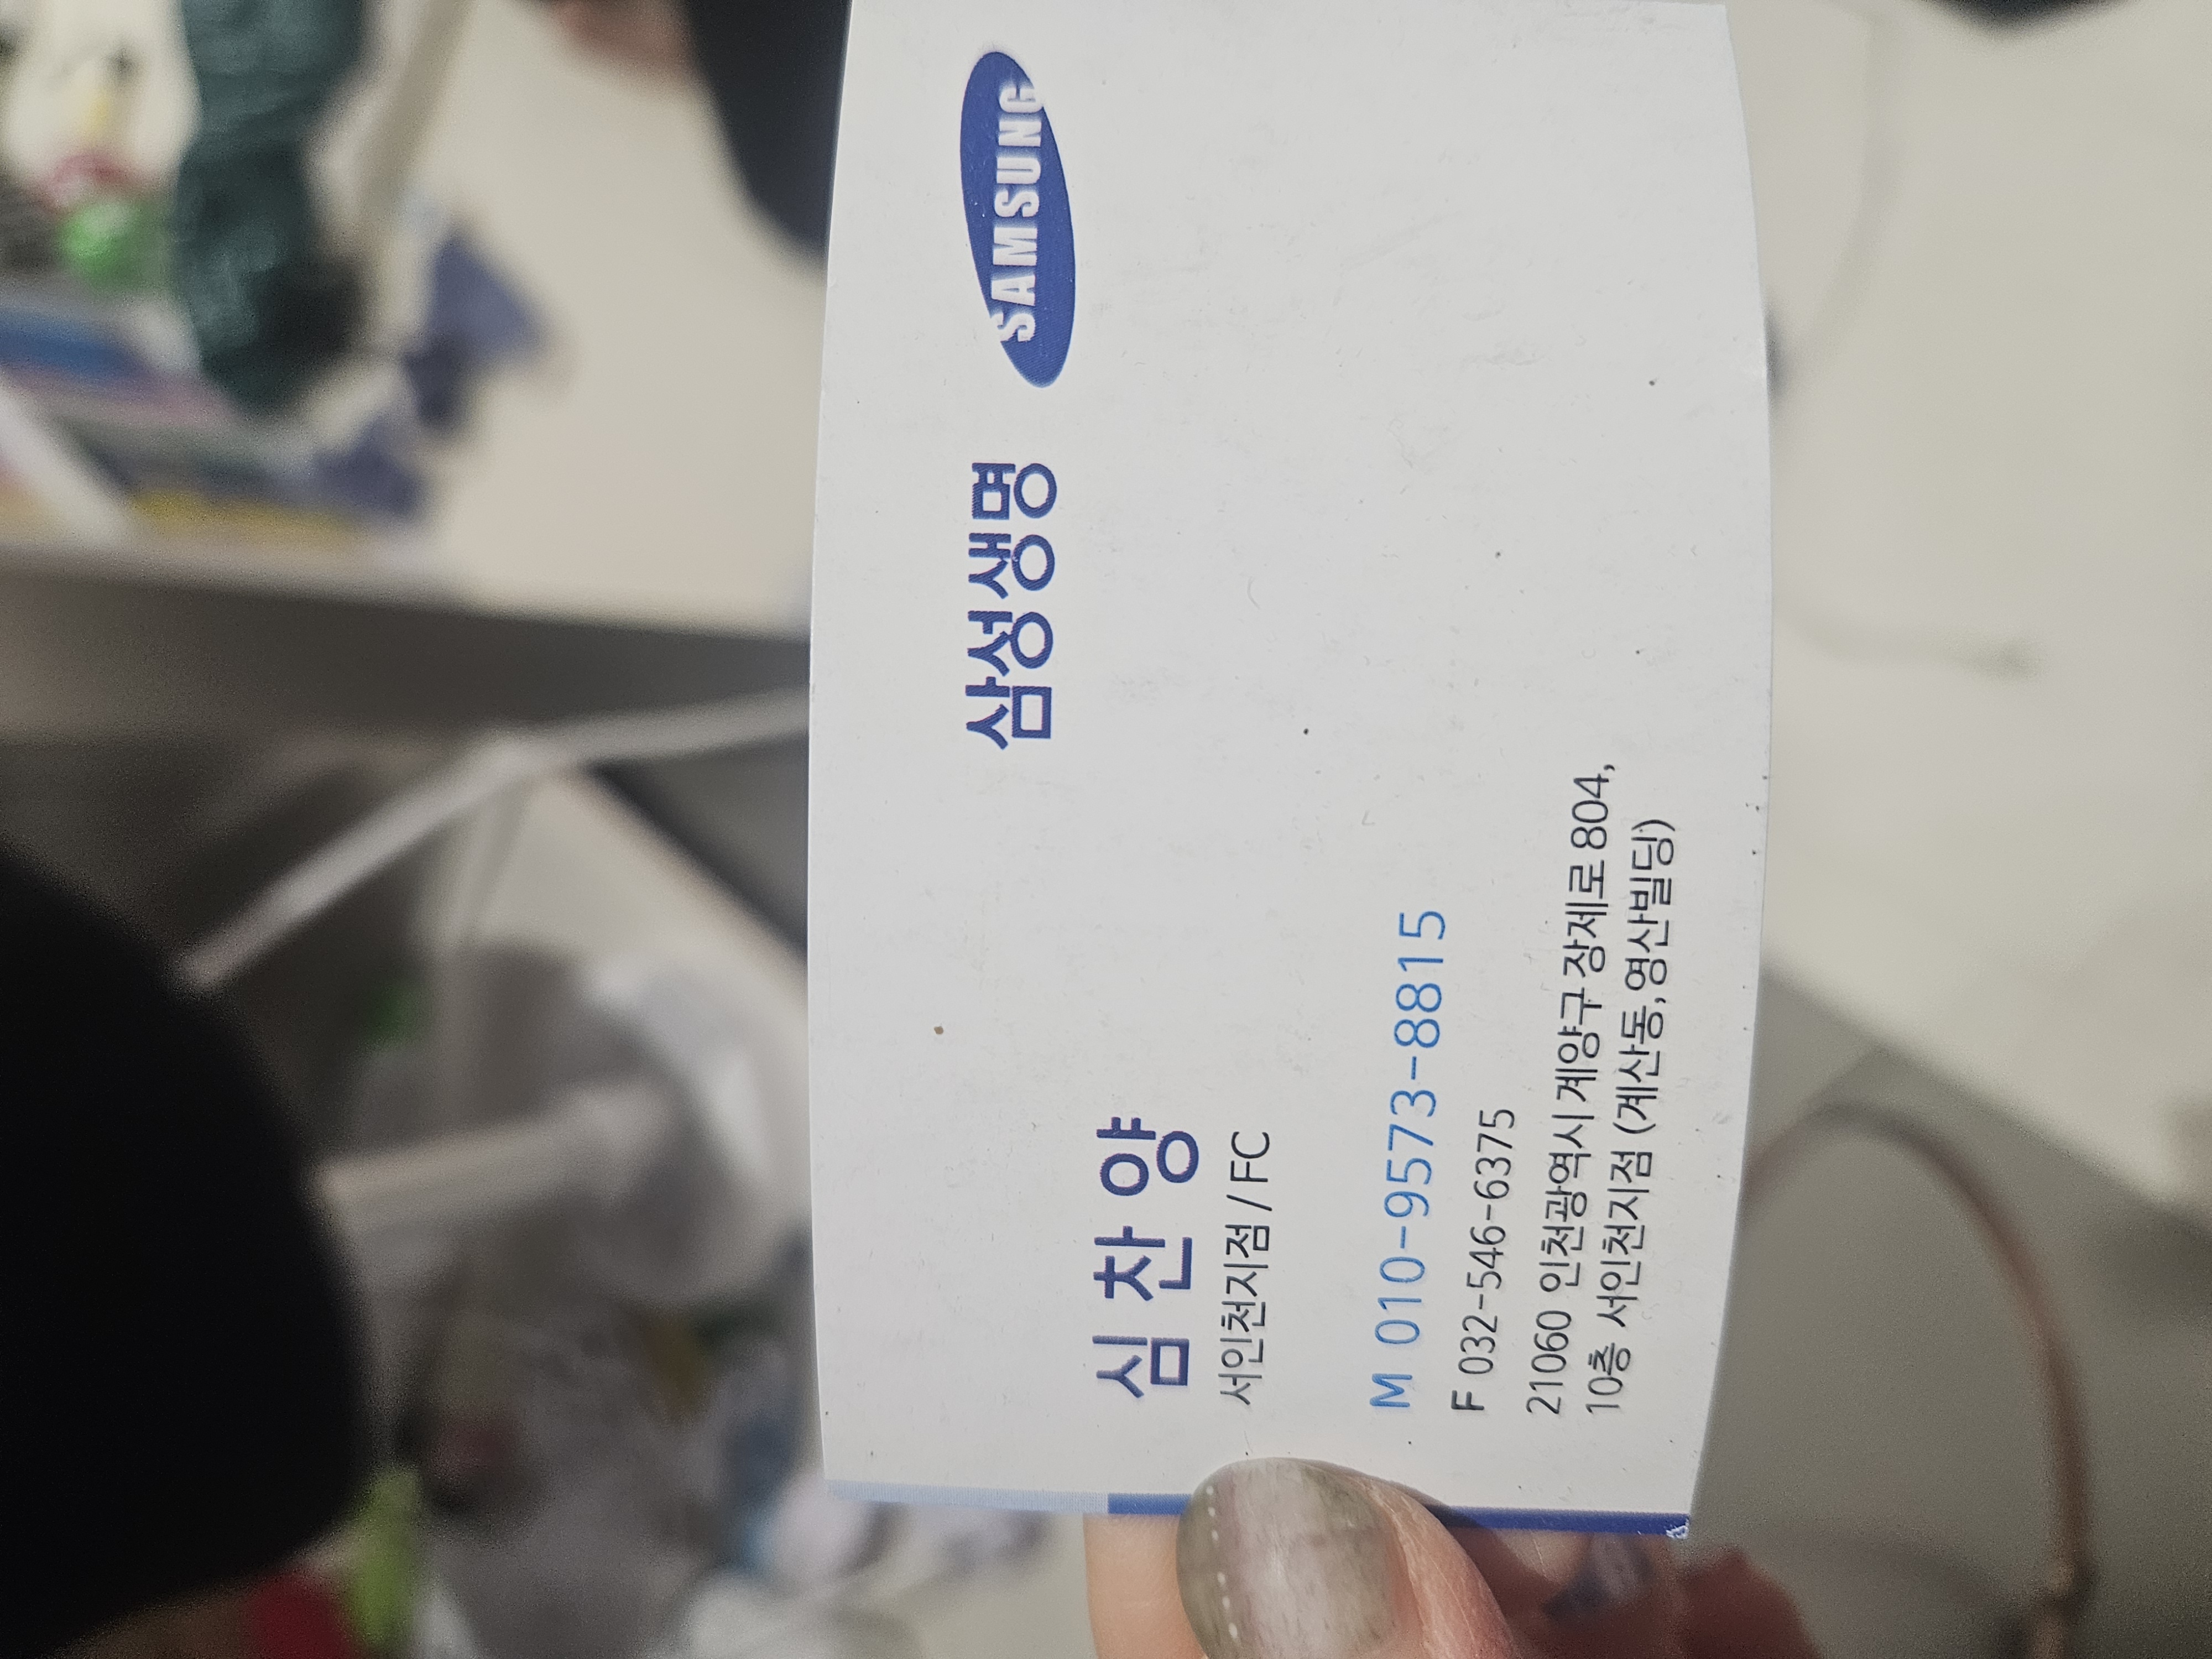 삼성생명 SAMSUNG
심찬양
서인천지점 / FC
M 010-9573-8815
F 032-546-6375
21060 인천광역시 계양구 장제로 804,
10층 서인천지점 (계산동,영산빌딩)